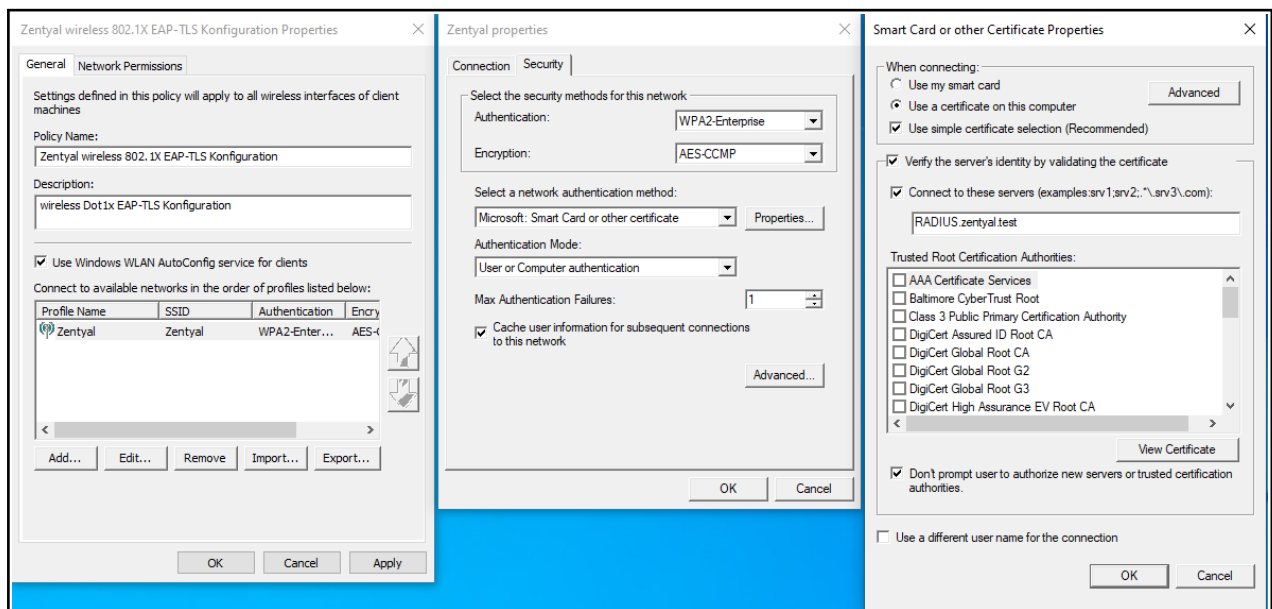 Zentyal wireless 802.1X EAP-TLS Konfiguration Properties
General
Network Permissions
Settings defined in this policy will apply to all wireless interfaces of client
machines
Policy Name:
Zentyal wireless 802.1X EAP-TLS Konfiguration
Description:
wireless Dot1x EAP-TLS Konfiguration
Use Windows WLAN AutoConfig service for clients
Connect to available networks in the order of profiles listed
below:
Profile Name SSID Authentication Encry
Zentyal Zentyal WPA2-Enter... AES-C
Add... Edit... Remove Import... Export...
OK Cancel Apply
Zentyal properties
Connection Security
Select the security methods for this network
Authentication: WPA2-Enterprise
Encryption: AES-CCMP
Select a network authentication method:
Microsoft: Smart Card or other certificate Properties...
Authentication Mode:
User or Computer authentication
Max Authentication Failures: 1
Cache user information for subsequent connections
to this network
Advanced...
OK Cancel
Smart Card or other Certificate Properties
When connecting:
Use my smart card
Advanced
Use a certificate on this computer
Use simple certificate selection (Recommended)
Verify the server's identity by validating the certificate
Connect to these servers (examples:srv1;srv2;.*\.srv3\.com):
RADIUS.zentyal.test
Trusted Root Certification Authorities:
AAA Certificate Services
Baltimore CyberTrust Root
Class 3 Public Primary Certification Authority
DigiCert Assured ID Root CA
DigiCert Global Root CA
DigiCert Global Root G2
DigiCert Global Root G3
DigiCert High Assurance EV Root CA
View Certificate
Don't prompt user to authorize new servers or trusted certification
authorities.
Use a different user name for the connection
OK Cancel